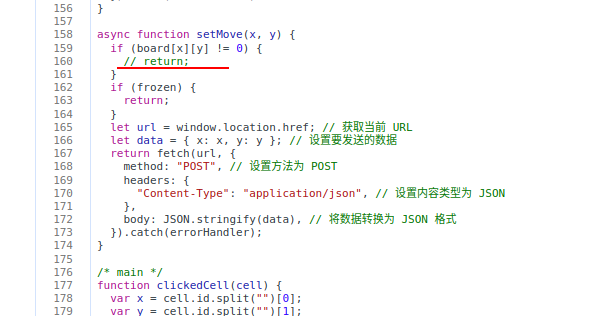 156 }
157
158 async function setMove(x, y) {
159 if (board[x][y] != 0) {
160 // return;
161 }
162 if (frozen) {
163 return;
164 }
165 let url = window.location.href; // 获取当前 URL
166 let data = { x: x, y: y }; // 设置要发送的数据
167 return fetch(url, {
168 method: "POST", // 设置方法为 POST
169 headers: {
170 "Content-Type": "application/json", // 设置内容类型为 JSON
171 },
172 body: JSON.stringify(data), // 将数据转换为 JSON 格式
173 }).catch(errorHandler);
174 }
175
176 /* main */
177 function clickedCell(cell) {
178 var x = cell.id.split("")[0];
179 var y = cell.id.split("")[1];